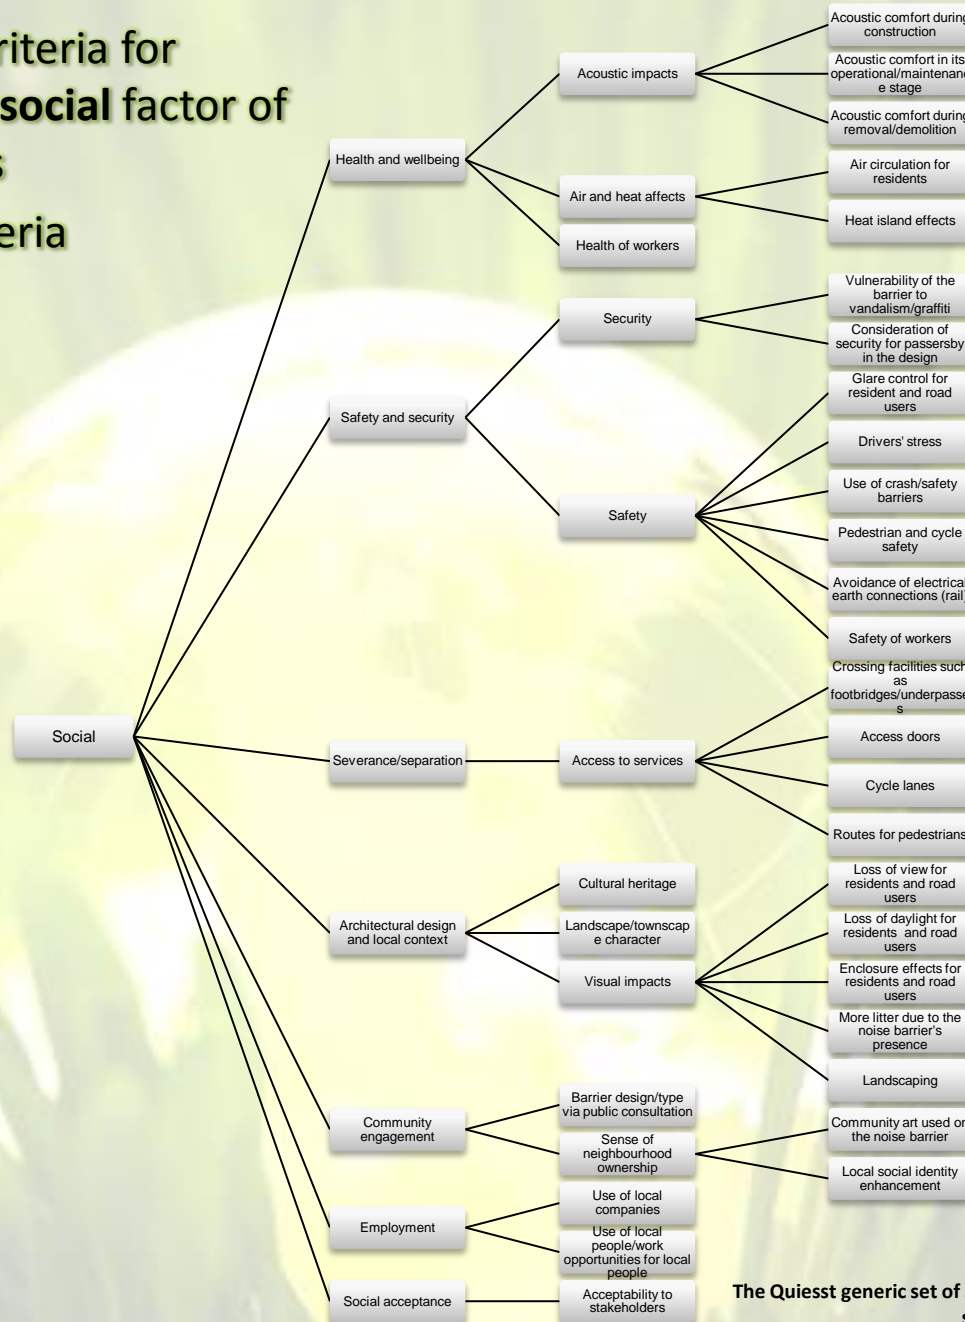 riteria for
social factor of
s
eria
Social
Health and wellbeing
Acoustic impacts
Acoustic comfort during
construction
Acoustic comfort in its
operational/maintenanc
e stage
Acoustic comfort during
removal/demolition
Air and heat affects
Air circulation for
residents
Heat island effects
Health of workers
Safety and security
Security
Vulnerability of the
barrier to
vandalism/graffiti
Consideration of
security for passersby
in the design
Safety
Glare control for
resident and road
users
Drivers' stress
Use of crash/safety
barriers
Pedestrian and cycle
safety
Avoidance of electrical
earth connections (rail)
Safety of workers
Severance/separation
Access to services
Crossing facilities such
as
footbridges/underpasse
s
Access doors
Cycle lanes
Routes for pedestrians
Architectural design
and local context
Cultural heritage
Landscape/townscap
e character
Visual impacts
Loss of view for
residents and road
users
Loss of daylight for
residents and road
users
Enclosure effects for
residents and road
users
More litter due to the
noise barrier's
presence
Landscaping
Community
engagement
Barrier design/type
via public consultation
Sense of
neighbourhood
ownership
Community art used on
the noise barrier
Local social identity
enhancement
Employment
Use of local
companies
Use of local
people/work
opportunities for local
people
Social acceptance
Acceptability to
stakeholders
The Quiesst generic set of